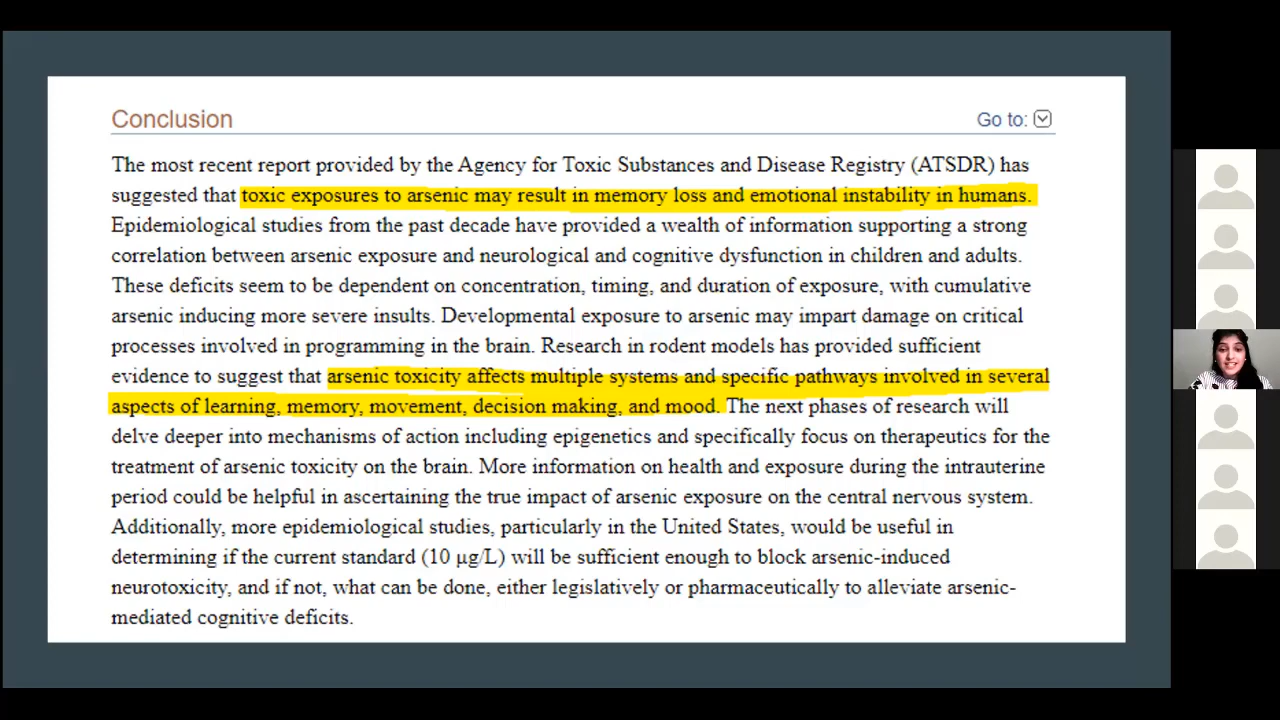 Conclusion
Go to:
The most recent report provided by the Agency for Toxic Substances and Disease Registry (ATSDR) has
suggested that toxic exposures to arsenic may result in memory loss and emotional instability in humans.
Epidemiological studies from the past decade have provided a wealth of information supporting a strong
correlation between arsenic exposure and neurological and cognitive dysfunction in children and adults.
These deficits seem to be dependent on concentration, timing, and duration of exposure, with cumulative
arsenic inducing more severe insults. Developmental exposure to arsenic may impart damage on critical
processes involved in programming in the brain. Research in rodent models has provided sufficient
evidence to suggest that arsenic toxicity affects multiple systems and specific pathways involved in several
aspects of learning, memory, movement, decision making, and mood. The next phases of research will
delve deeper into mechanisms of action including epigenetics and specifically focus on therapeutics for the
treatment of arsenic toxicity on the brain. More information on health and exposure during the intrauterine
period could be helpful in ascertaining the true impact of arsenic exposure on the central nervous system.
Additionally, more epidemiological studies, particularly in the United States, would be useful in
determining if the current standard (10 μg/L) will be sufficient enough to block arsenic-induced
neurotoxicity, and if not, what can be done, either legislatively or pharmaceutically to alleviate arsenic-
mediated cognitive deficits.